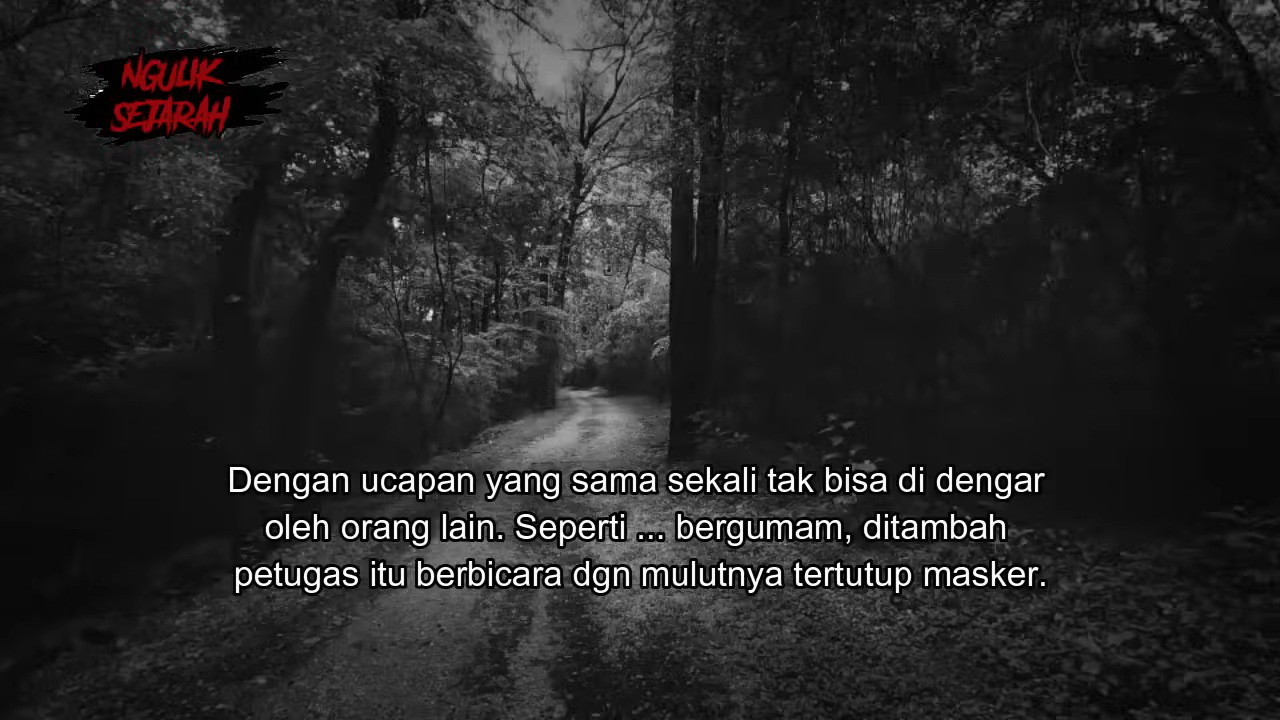 NGULIK
SEJARAH
Dengan ucapan yang sama sekali tak bisa di dengar
oleh orang lain. Seperti ... bergumam, ditambah
petugas itu berbicara dgn mulutnya tertutup masker.